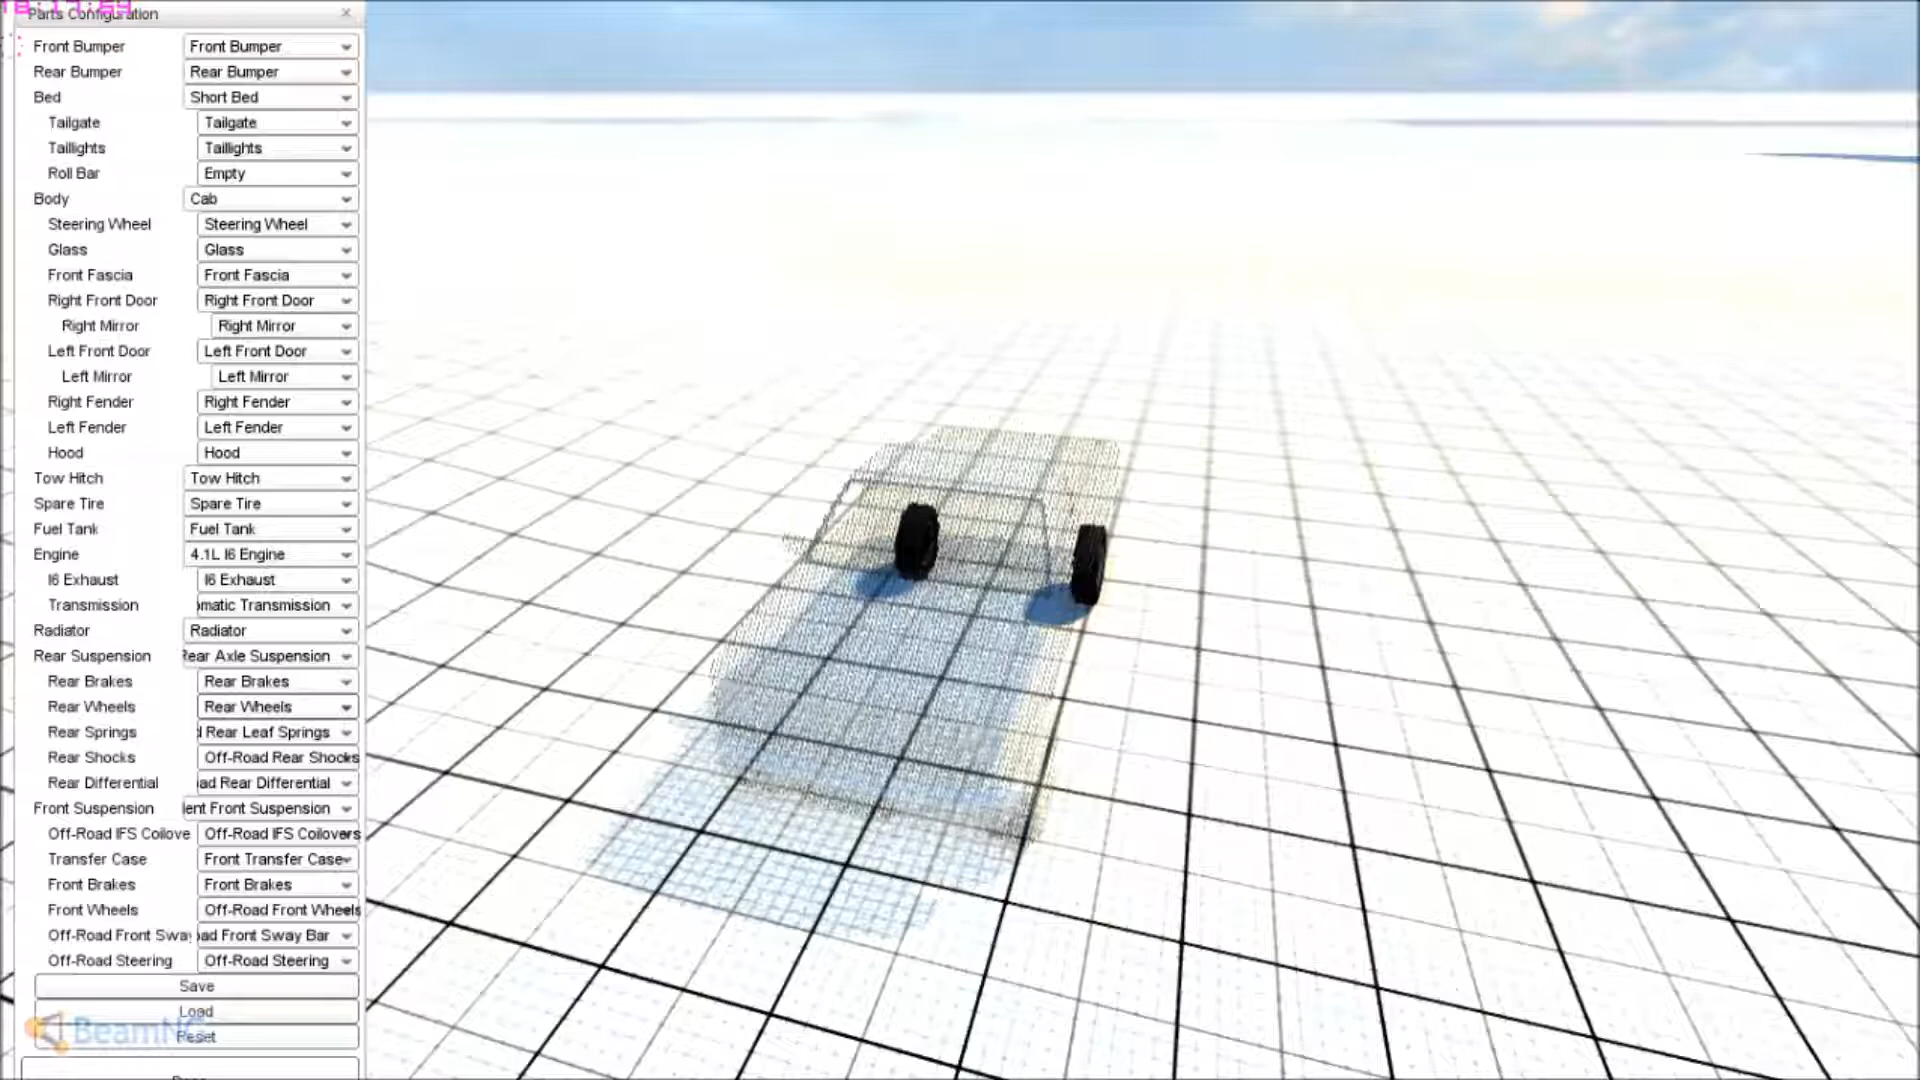 Parts Configuration
Front Bumper Front Bumper
Rear Bumper Rear Bumper
Bed Short Bed
Tailgate Tailgate
Taillights Taillights
Roll Bar Empty
Body Cab
Steering Wheel Steering Wheel
Glass Glass
Front Fascia Front Fascia
Right Front Door Right Front Door
Right Mirror Right Mirror
Left Front Door Left Front Door
Left Mirror Left Mirror
Right Fender Right Fender
Left Fender Left Fender
Hood Hood
Tow Hitch Tow Hitch
Spare Tire Spare Tire
Fuel Tank Fuel Tank
Engine 4.1L I6 Engine
I6 Exhaust I6 Exhaust
Transmission omatic Transmission
Radiator Radiator
Rear Suspension Rear Axle Suspension
Rear Brakes Rear Brakes
Rear Wheels Rear Wheels
Rear Springs d Rear Leaf Springs
Rear Shocks Off-Road Rear Shocks
Rear Differential oad Rear Differential
Front Suspension lent Front Suspension
Off-Road IFS Coilove Off-Road IFS Coilovers
Transfer Case Front Transfer Case
Front Brakes Front Brakes
Front Wheels Off-Road Front Wheels
Off-Road Front Sway oad Front Sway Bar
Off-Road Steering Off-Road Steering
Save
Load
BeamNG
Reset